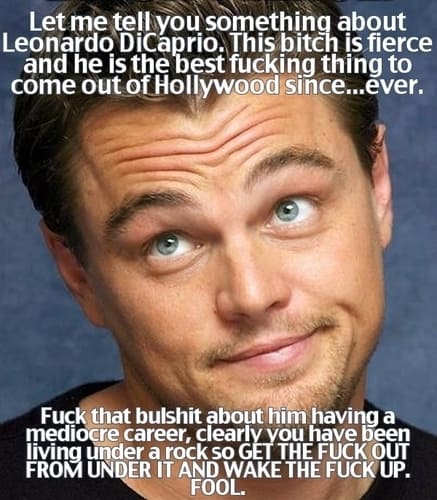 Let me tell you something about
Leonardo DiCaprio. This bitch is fierce
and he is the best fucking thing to
come out of Hollywood since...ever.
Fuck that bulshit about him having a
mediocre career, clearly you have been
living under a rock so GET THE FUCK OUT
FROM UNDER IT AND WAKE THE FUCK UP.
FOOL.